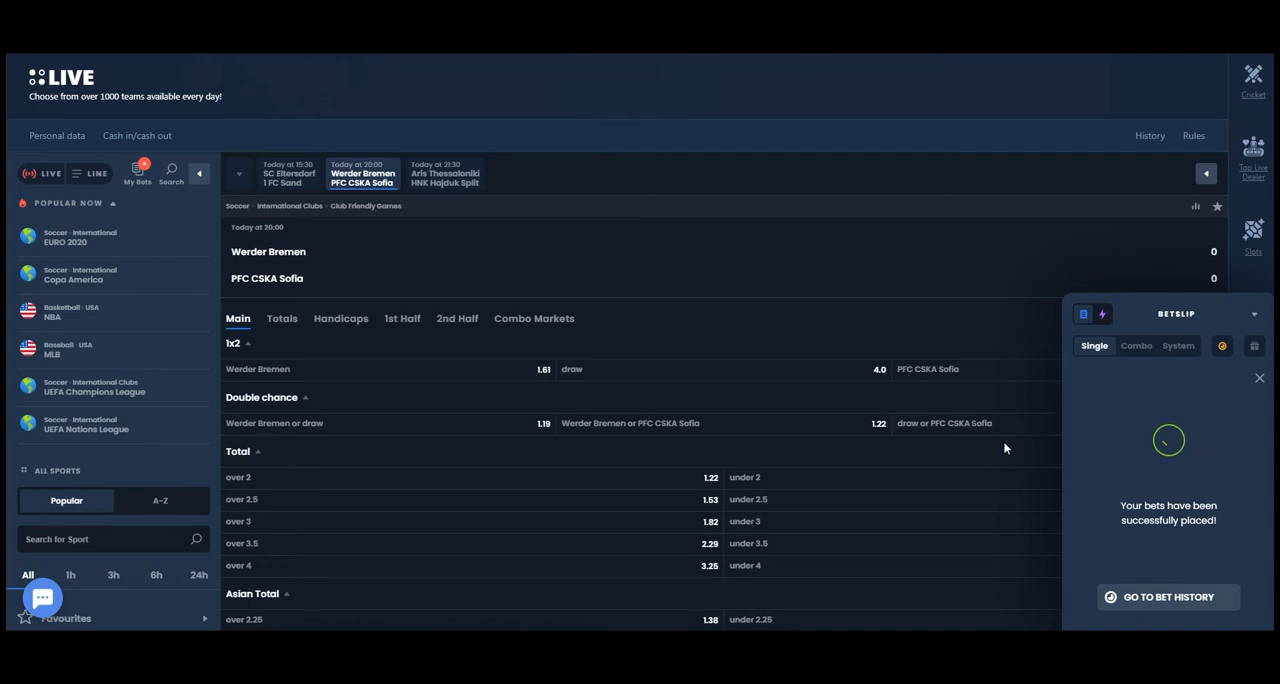 LIVE
Choose from over 1000 teams available every day!
Personal data
Cash in/cash out
History
Rules
Cricket
Top Live
Dealer
Slots
LIVE
LINE
My Bets
Search
POPULAR NOW
Soccer · International
EURO 2020
Soccer · International
Copa America
Basketball · USA
NBA
Baseball · USA
MLB
Soccer · International Clubs
UEFA Champions League
Soccer · International
UEFA Nations League
ALL SPORTS
Popular
A-Z
Search for Sport
All 1h 3h 6h 24h
Favourites
Today at 15:30
SC Eltersdorf
1 FC Sand
Today at 20:00
Werder Bremen
PFC CSKA Sofia
Today at 21:30
Aris Thessaloniki
HNK Hajduk Split
Soccer · International Clubs · Club Friendly Games
Today at 20:00
Werder Bremen 0
PFC CSKA Sofia 0
Main Totals Handicaps 1st Half 2nd Half Combo Markets
1x2
Werder Bremen 1.61 draw 4.0 PFC CSKA Sofia
Double chance
Werder Bremen or draw 1.19 Werder Bremen or PFC CSKA Sofia 1.22 draw or PFC CSKA Sofia
Total
over 2 1.22 under 2
over 2.5 1.53 under 2.5
over 3 1.82 under 3
over 3.5 2.29 under 3.5
over 4 3.25 under 4
Asian Total
over 2.25 1.38 under 2.25
BETSLIP
Single Combo System
Your bets have been
successfully placed!
GO TO BET HISTORY